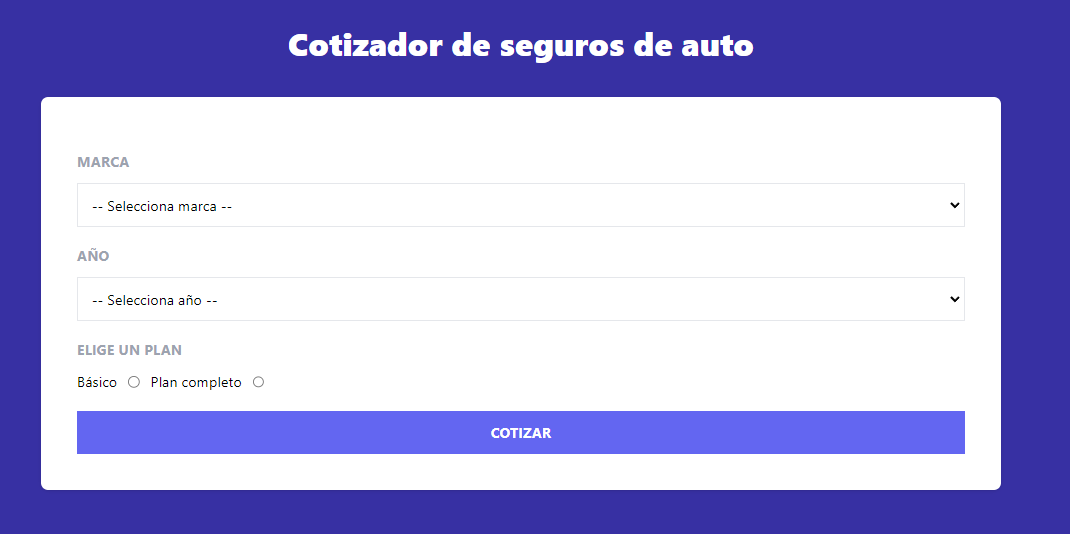 Cotizador de seguros de auto
MARCA
-- Selecciona marca --
AÑO
-- Selecciona año --
ELIGE UN PLAN
Básico Plan completo
COTIZAR